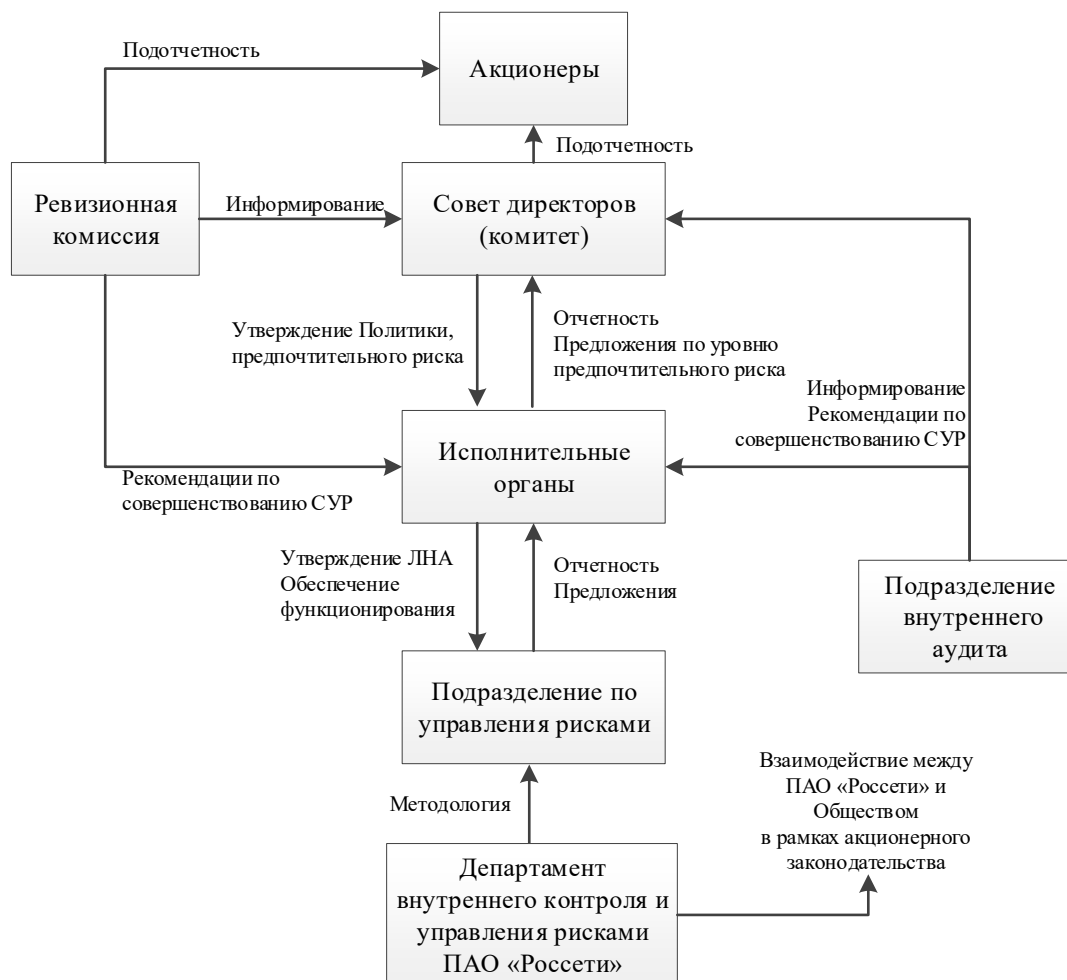 Подотчетность
Акционеры
Подотчетность
Ревизионная
комиссия
Информирование
Совет директоров
(комитет)
Утверждение Политики,
предпочтительного риска
Отчетность
Предложения по уровню
предпочтительного риска
Информирование
Рекомендации по
совершенствованию СУР
Исполнительные
органы
Рекомендации по
совершенствованию СУР
Утверждение ЛНА
Обеспечение
функционирования
Отчетность
Предложения
Подразделение
внутреннего
аудита
Подразделение по
управления рисками
Методология
Взаимодействие между
ПАО «Россети» и
Обществом
в рамках акционерного
законодательства
Департамент
внутреннего контроля и
управления рисками
ПАО «Россети»